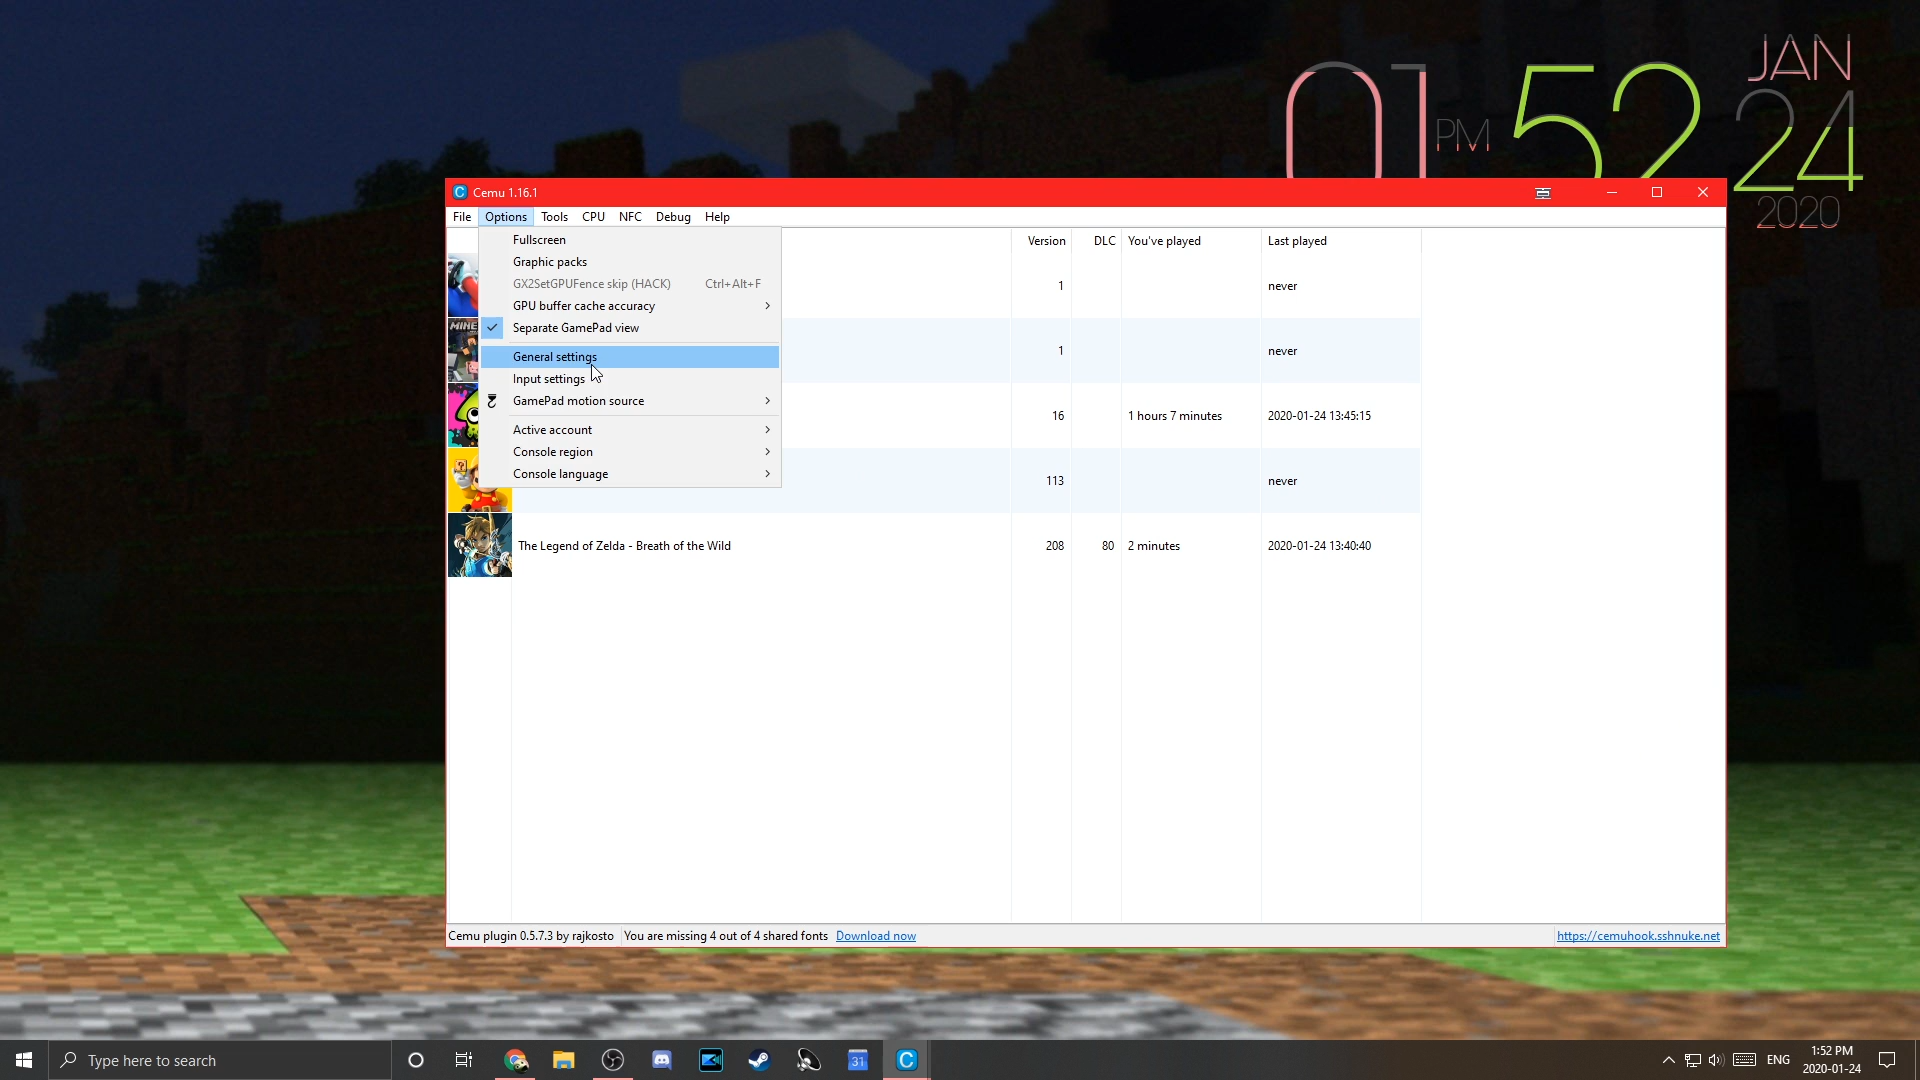 JAN
01 PM 52 24
2020
Cemu 1.16.1
File Options Tools CPU NFC Debug Help
Fullscreen
Graphic packs
GX2SetGPUFence skip (HACK) Ctrl+Alt+F
GPU buffer cache accuracy
Separate GamePad view
General settings
Input settings
GamePad motion source
Active account
Console region
Console language
Version DLC You've played Last played
1 never
MINE
1 never
16 1 hours 7 minutes 2020-01-24 13:45:15
113 never
The Legend of Zelda - Breath of the Wild 208 80 2 minutes 2020-01-24 13:40:40
Cemu plugin 0.5.7.3 by rajkosto You are missing 4 out of 4 shared fonts Download now https://cemuhook.sshnuke.net
Type here to search
31
ENG
1:52 PM
2020-01-24